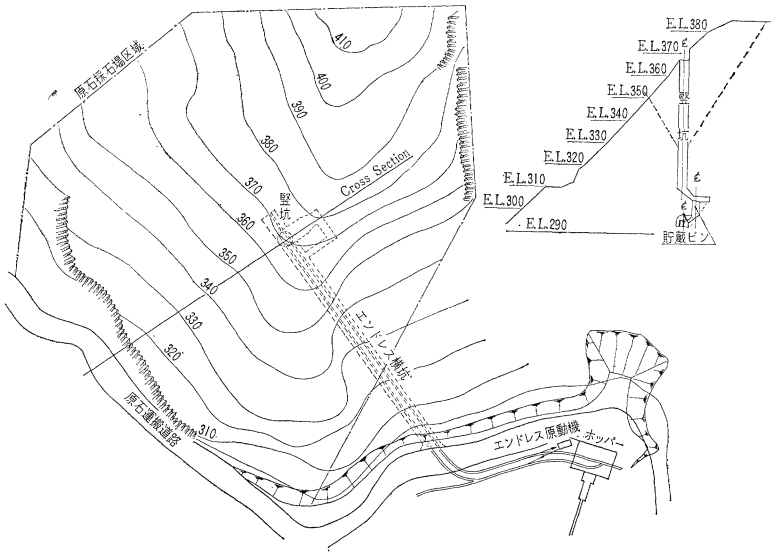 原石採石場区域
410
400
390
380
370
360
350
340
330
320
310
Cross Section
竪坑
エンドレス横坑
原石運搬道路
エンドレス原動機
ホッパー
E.L.380
E.L.370
E.L.360
E.L.350
E.L.340
E.L.330
E.L.320
E.L.310
E.L.300
E.L.290
竪坑
貯蔵ビン